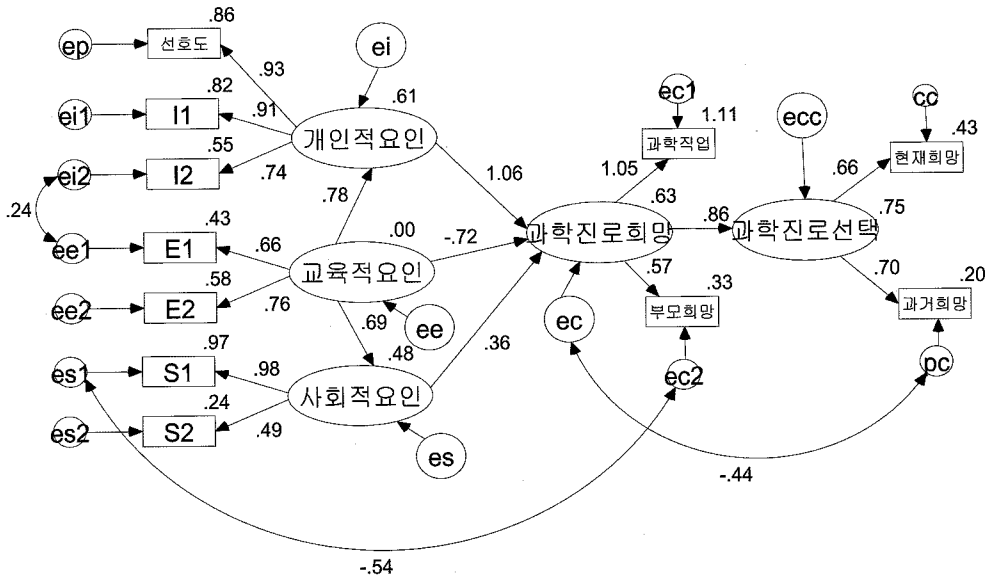 .86
ep
선호도
.93
ei
.82
.61
ei1
I1
.91
개인적요인
.55
ei2
I2
.74
.24
.78
1.06
ec1
1.11
과학직업
1.05
ecc
cc
.43
현재희망
.66
.43
ee1
E1
.66
.00
-.72
.63
과학진로희망
.86
.75
과학진로선택
교육적요인
.58
ee2
E2
.76
.69
ee
.57
.33
부모희망
.70
.20
과거희망
ec
.97
.48
.36
es1
S1
.98
사회적요인
ec2
pc
.24
es2
S2
.49
es
-.44
-.54